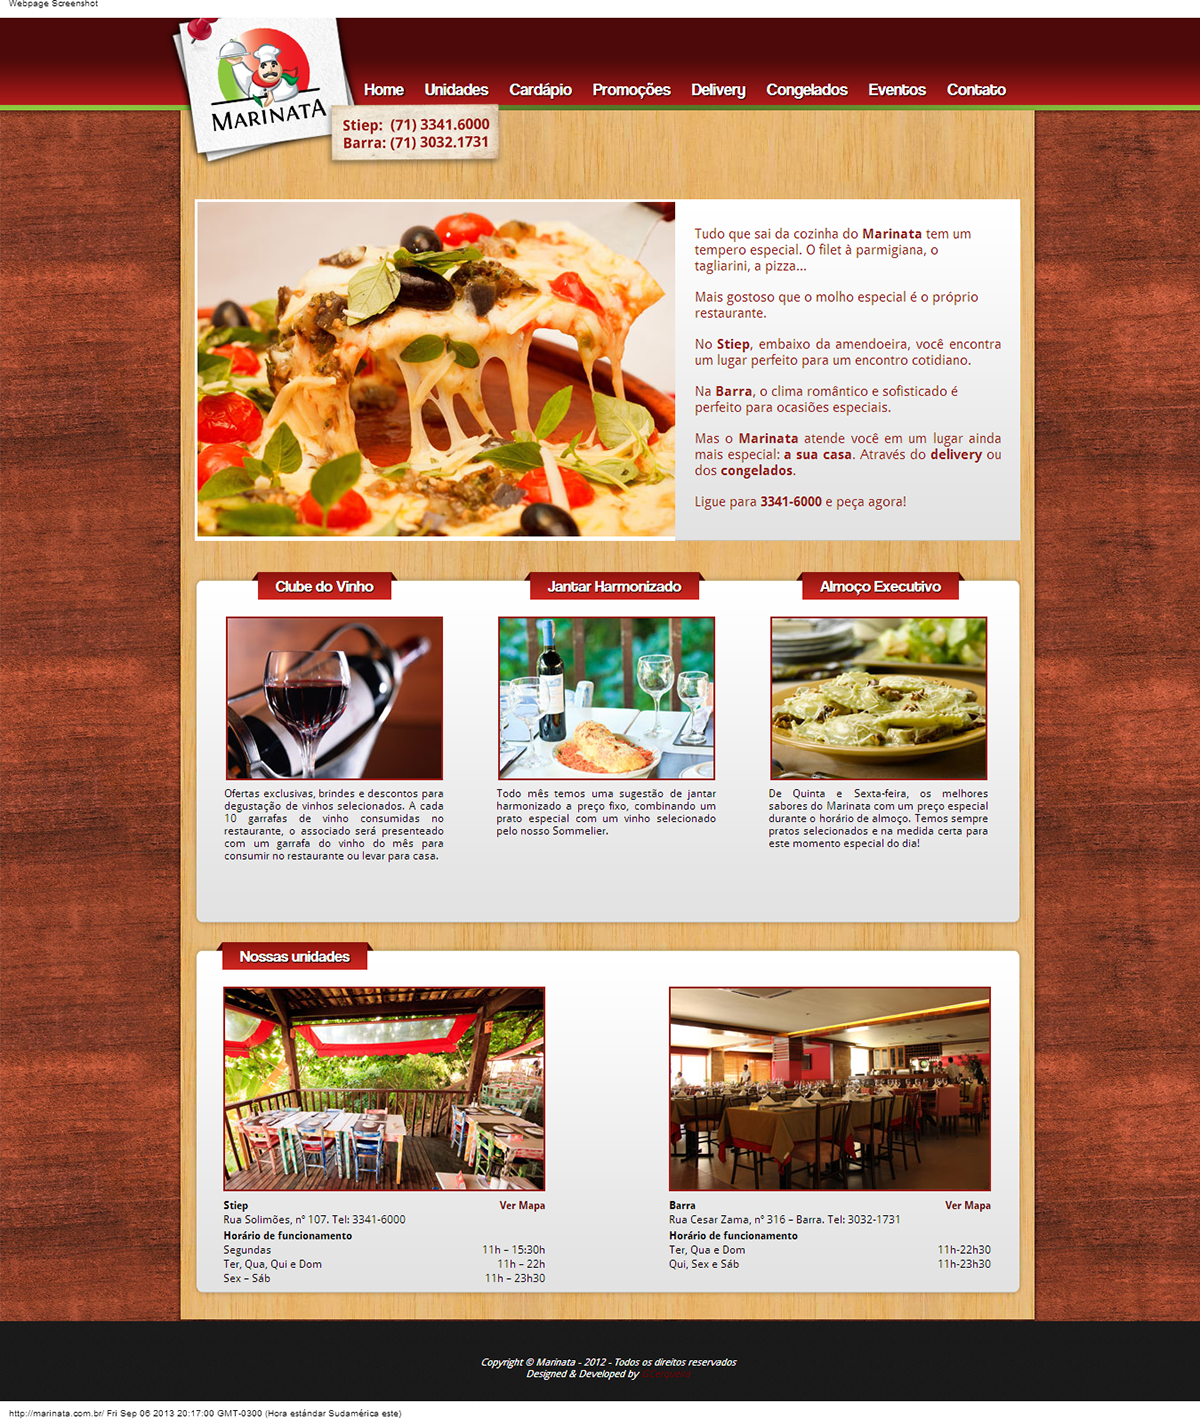 Webpage Screenshot
MARINATA
Home Unidades Cardápio Promoções Delivery Congelados Eventos Contato
Stiep: (71) 3341.6000
Barra: (71) 3032.1731
Tudo que sai da cozinha do Marinata tem um
tempero especial. O filet à parmigiana, o
tagliarini, a pizza...
Mais gostoso que o molho especial é o próprio
restaurante.
No Stiep, embaixo da amendoeira, você encontra
um lugar perfeito para um encontro cotidiano.
Na Barra, o clima romântico e sofisticado é
perfeito para ocasiões especiais.
Mas o Marinata atende você em um lugar ainda
mais especial: a sua casa. Através do delivery ou
dos congelados.
Ligue para 3341-6000 e peça agora!
Clube do Vinho
Ofertas exclusivas, brindes e descontos para
degustação de vinhos selecionados. A cada
10 garrafas de vinho consumidas no
restaurante, o associado será presenteado
com um garrafa do vinho do mês para
consumir no restaurante ou levar para casa.
Jantar Harmonizado
Todo mês temos uma sugestão de jantar
harmonizado a preço fixo, combinando um
prato especial com um vinho selecionado
pelo nosso Sommelier.
Almoço Executivo
De Quinta e Sexta-feira, os melhores
sabores do Marinata com um preço especial
durante o horário de almoço. Temos sempre
pratos selecionados e na medida certa para
este momento especial do dia!
Nossas unidades
Stiep Ver Mapa
Rua Solimões, n° 107. Tel: 3341-6000
Horário de funcionamento
Segundas 11h – 15:30h
Ter, Qua, Qui e Dom 11h – 22h
Sex – Sáb 11h – 23h30
Barra Ver Mapa
Rua Cesar Zama, n° 316 – Barra. Tel: 3032-1731
Horário de funcionamento
Ter, Qua e Dom 11h-22h30
Qui, Sex e Sáb 11h-23h30
Copyright © Marinata - 2012 - Todos os direitos reservados
Designed & Developed by
http://marinata.com.br/ Fri Sep 06 2013 20:17:00 GMT-0300 (Hora estándar Sudamérica este)